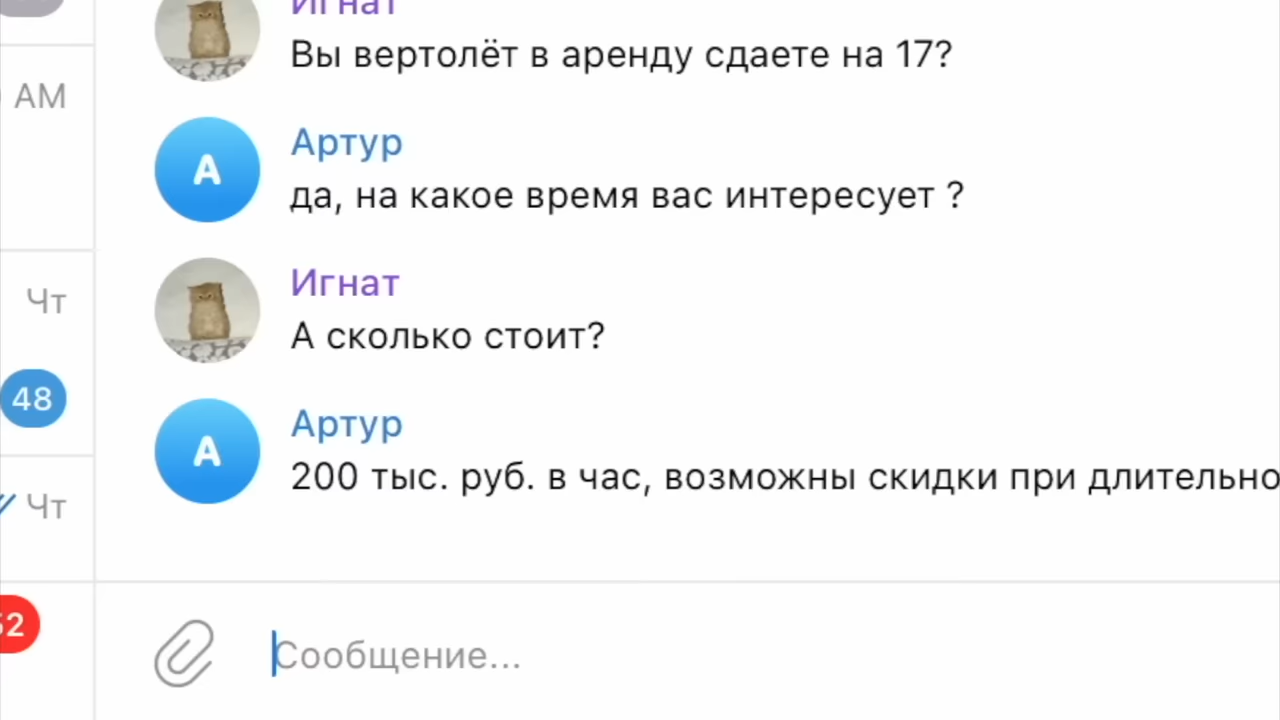 Игнат
Вы вертолёт в аренду сдаете на 17?
AM
A
Артур
да, на какое время вас интересует ?
Игнат
Чт
А сколько стоит?
48
A
Артур
200 тыс. руб. в час, возможны скидки при
Чт
52
Сообщение...